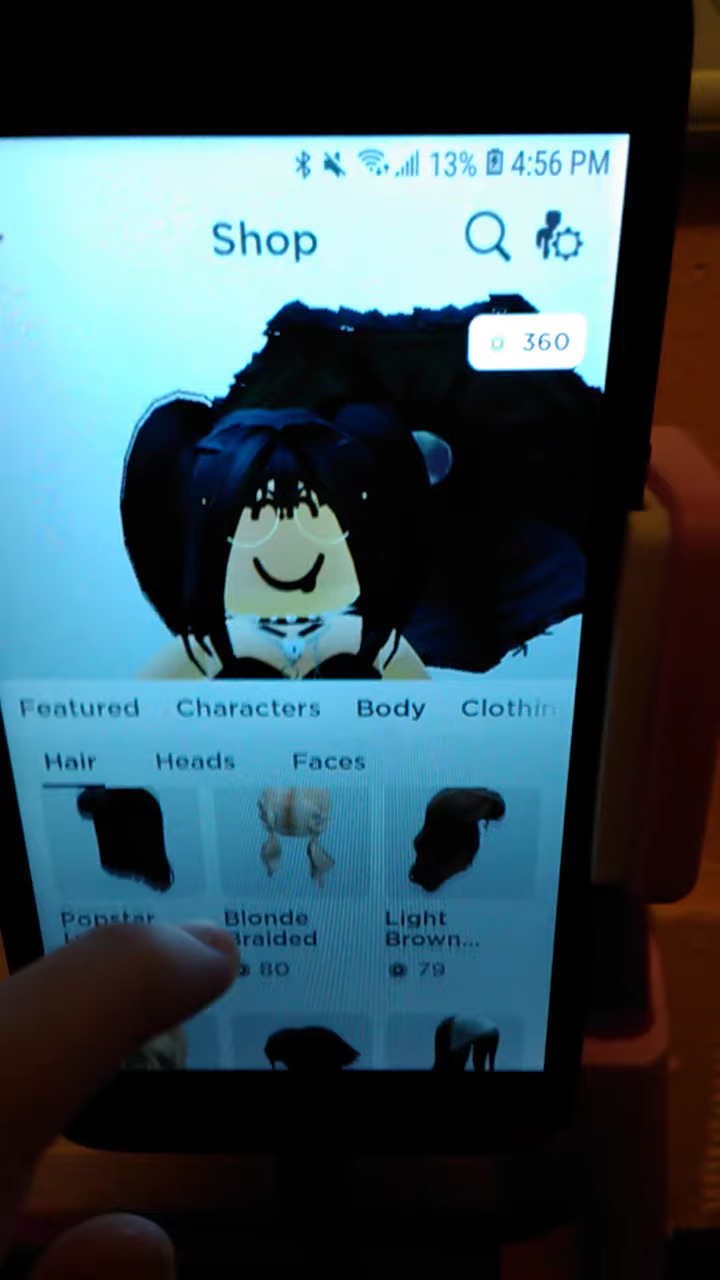 13% 4:56 PM
Shop
360
Featured Characters Body Clothin
Hair Heads Faces
Popstar Blonde Light
Braided Brown...
80 79